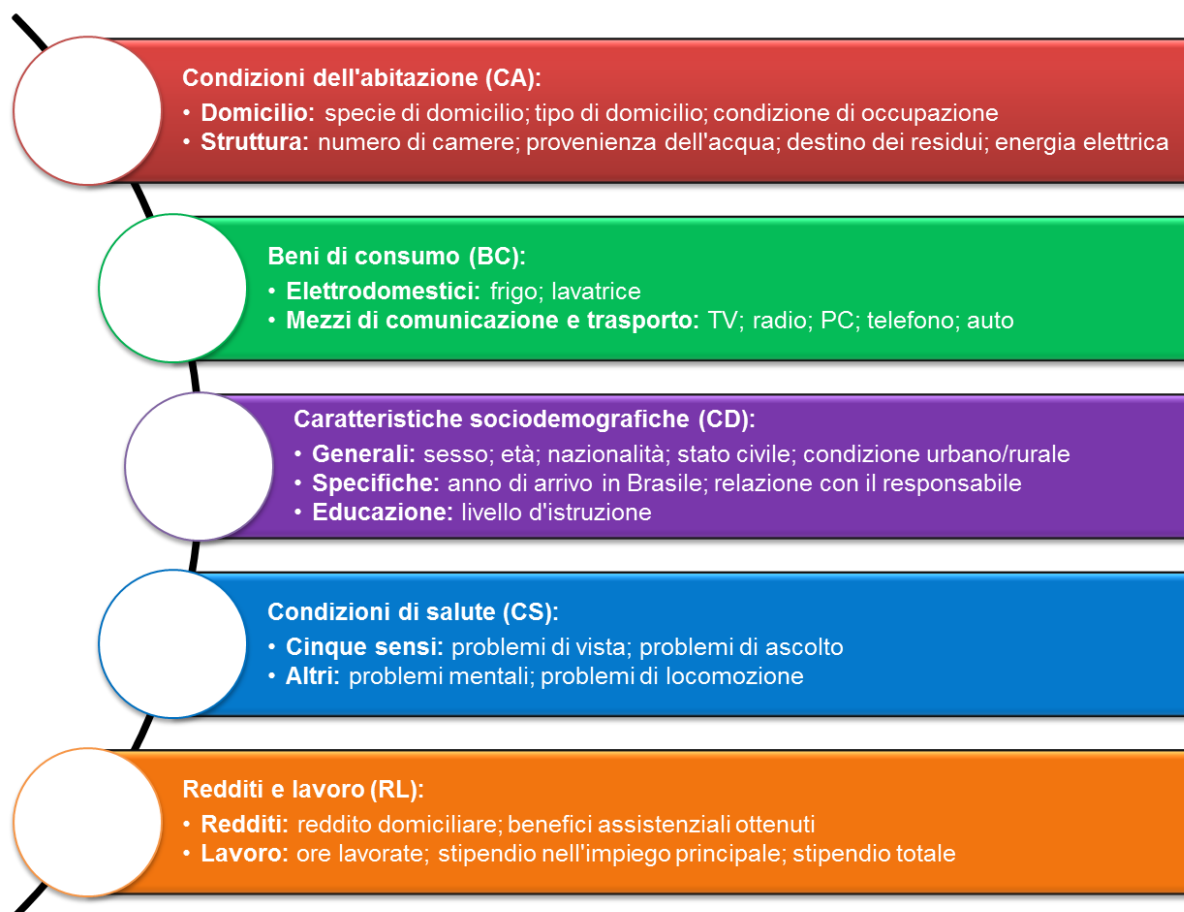 Condizioni dell'abitazione (CA):
• Domicilio: specie di domicilio; tipo di domicilio; condizione di occupazione
• Struttura: numero di camere; provenienza dell'acqua; destino dei residui; energia elettrica
Beni di consumo (BC):
• Elettrodomestici: frigo; lavatrice
• Mezzi di comunicazione e trasporto: TV; radio; PC; telefono; auto
Caratteristiche sociodemografiche (CD):
• Generali: sesso; età; nazionalità; stato civile; condizione urbano/rurale
• Specifiche: anno di arrivo in Brasile; relazione con il responsabile
• Educazione: livello d'istruzione
Condizioni di salute (CS):
• Cinque sensi: problemi di vista; problemi di ascolto
• Altri: problemi mentali; problemi di locomozione
Redditi e lavoro (RL):
• Redditi: reddito domiciliare; benefici assistenziali ottenuti
• Lavoro: ore lavorate; stipendio nell'impiego principale; stipendio totale